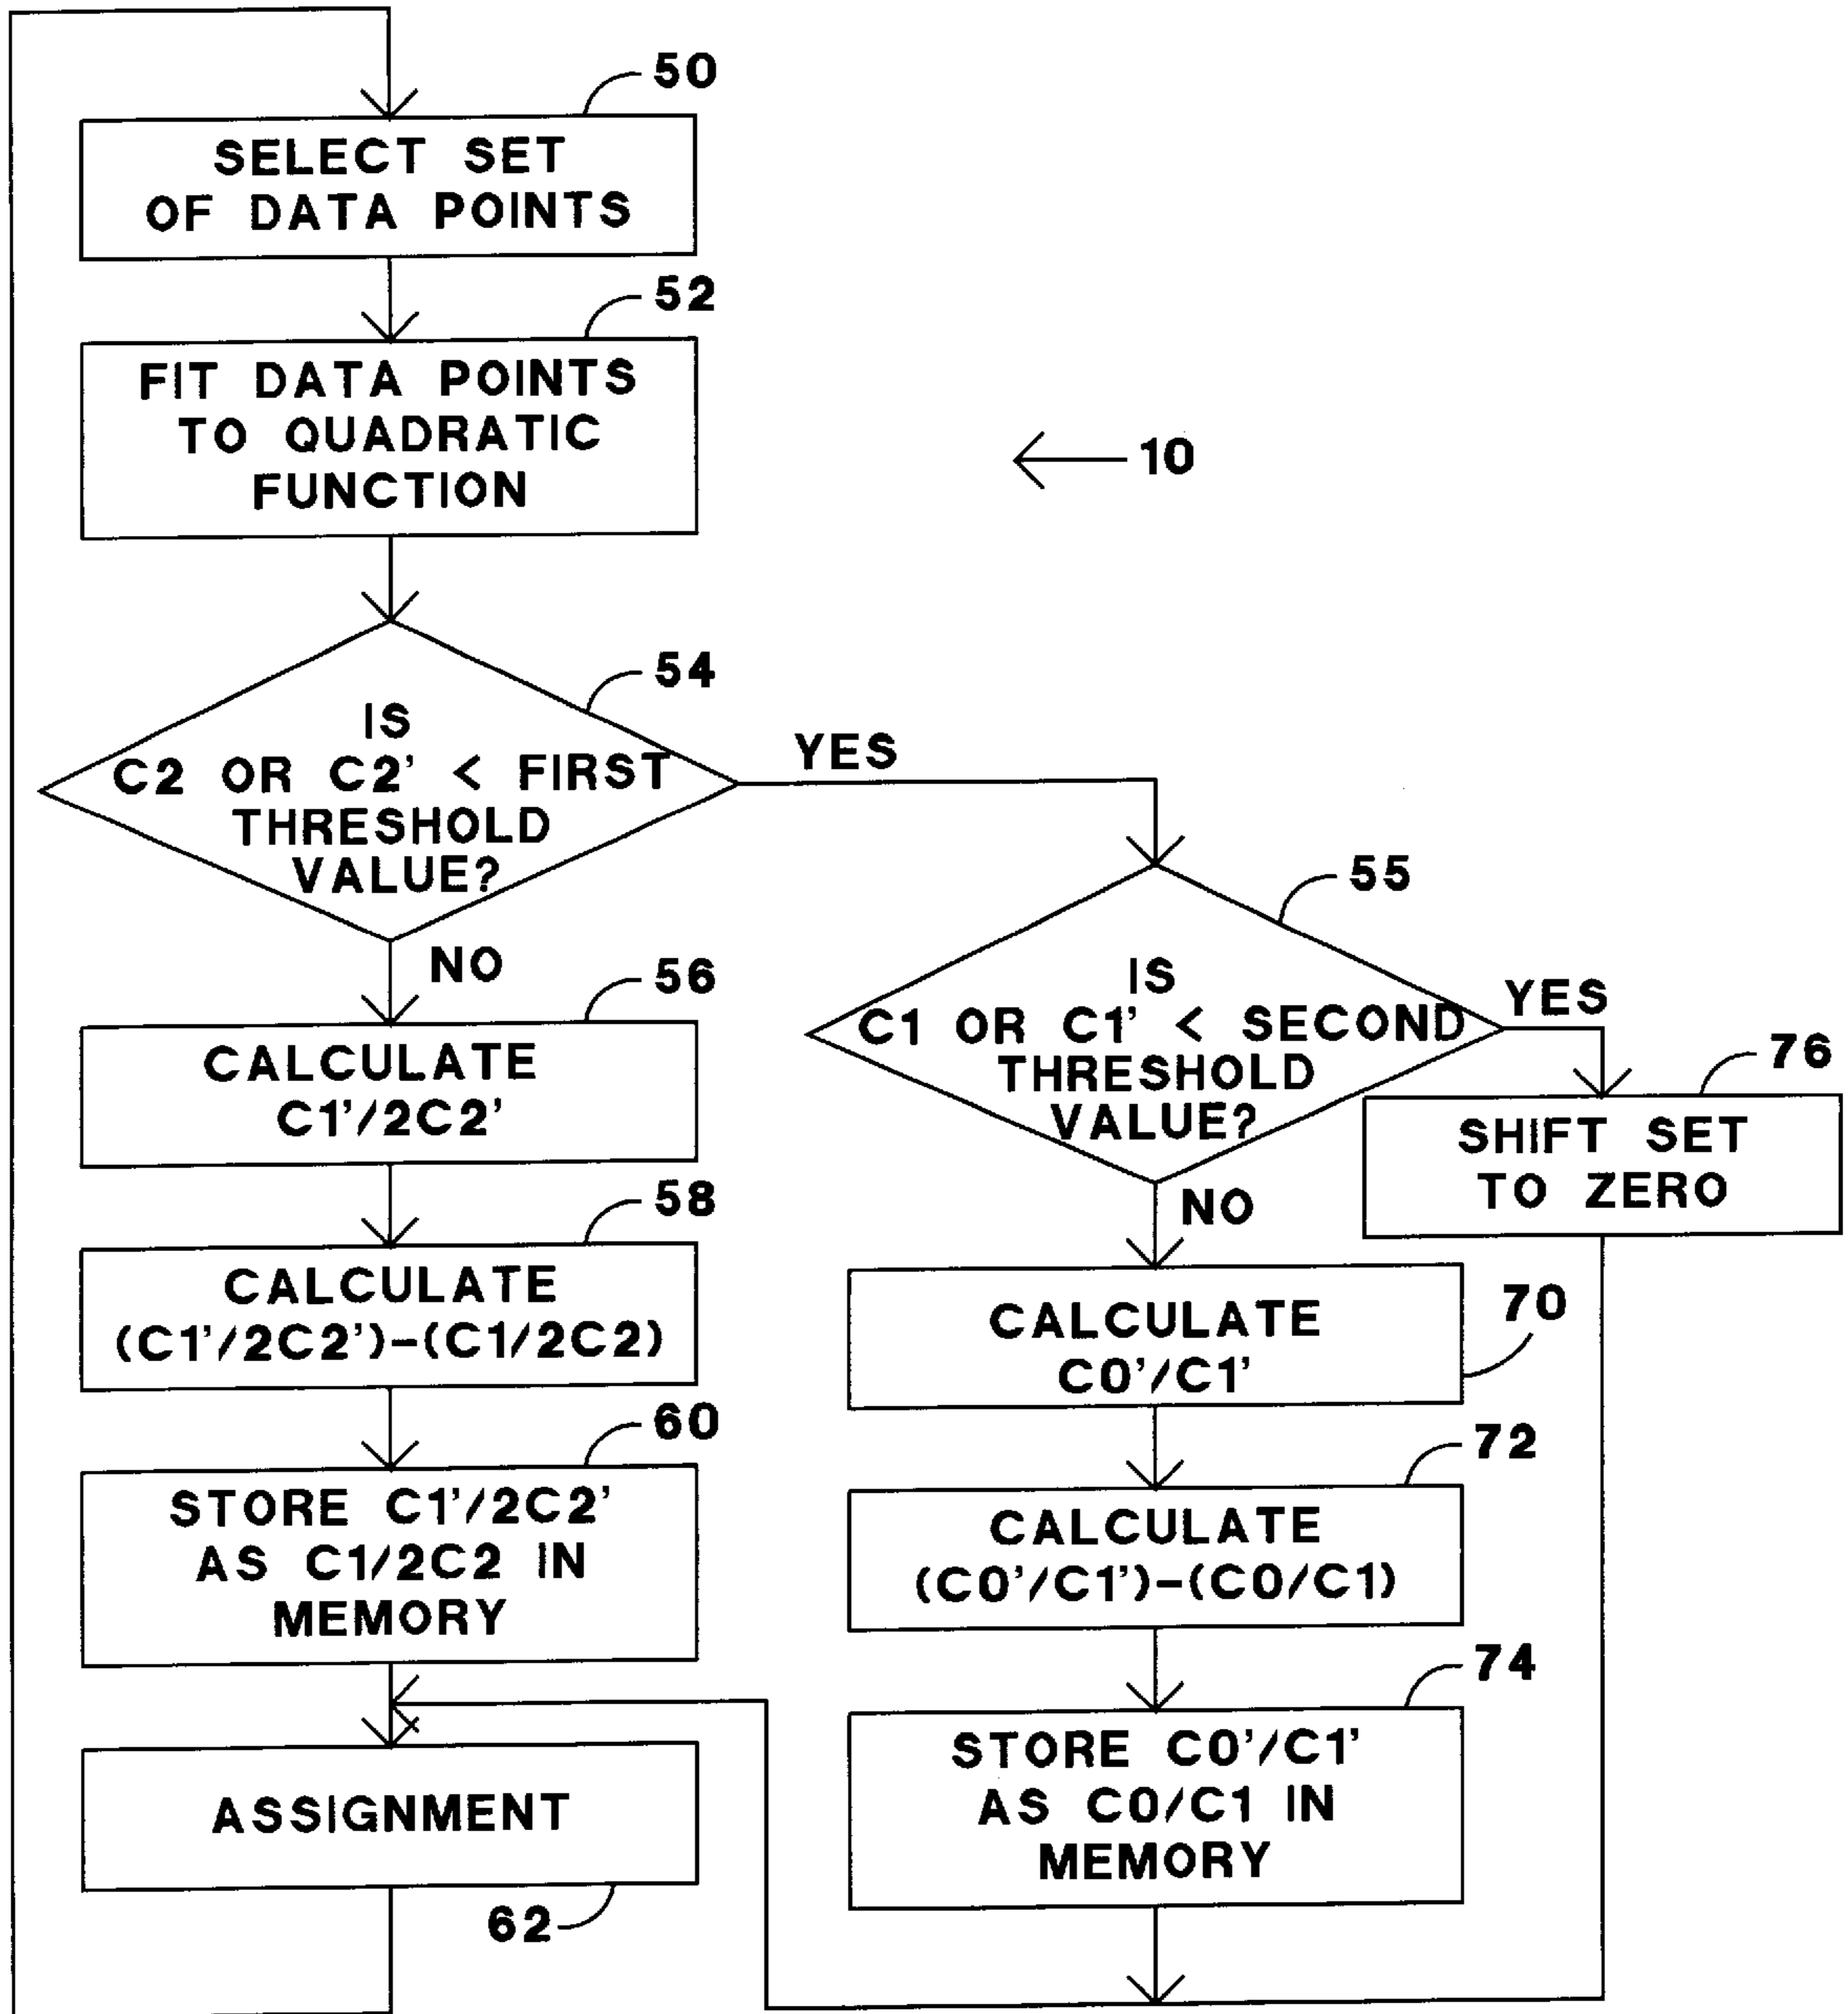 50
SELECT SET
OF DATA POINTS
52
FIT DATA POINTS
TO QUADRATIC
FUNCTION
10
54
IS
C2 OR C2' < FIRST
THRESHOLD
VALUE?
YES
NO
55
IS
C1 OR C1' < SECOND
THRESHOLD
VALUE?
YES
NO
76
SHIFT SET
TO ZERO
56
CALCULATE
C1'/2C2'
58
CALCULATE
(C1'/2C2')-(C1/2C2)
60
STORE C1'/2C2'
AS C1/2C2 IN
MEMORY
70
CALCULATE
C0'/C1'
72
CALCULATE
(C0'/C1')-(C0/C1)
74
STORE C0'/C1'
AS C0/C1 IN
MEMORY
ASSIGNMENT
62